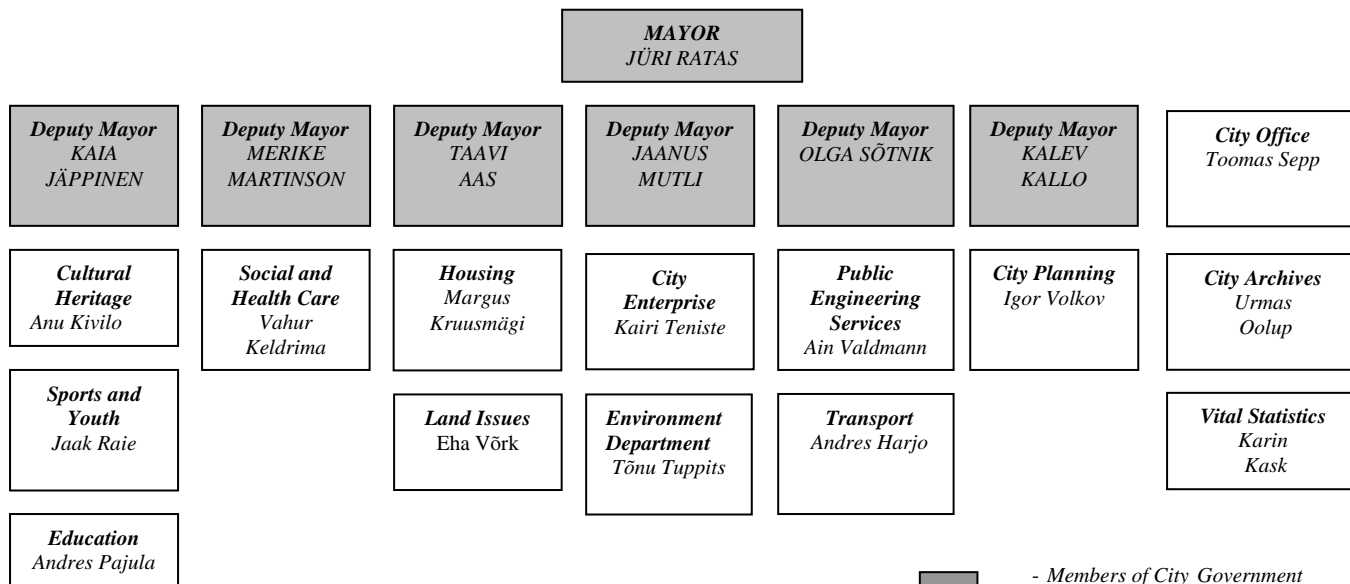 MAYOR
JÜRI RATAS
Deputy Mayor
KAIA
JÄPPINEN
Deputy Mayor
MERIKE
MARTINSON
Deputy Mayor
TAAVI
AAS
Deputy Mayor
JAANUS
MUTLI
Deputy Mayor
OLGA SÕTNIK
Deputy Mayor
KALEV
KALLO
City Office
Toomas Sepp
Cultural
Heritage
Anu Kivilo
Social and
Health Care
Vahur
Keldrima
Housing
Margus
Kruusmägi
City
Enterprise
Kairi Teniste
Public
Engineering
Services
Ain Valdmann
City Planning
Igor Volkov
City Archives
Urmas
Oolup
Sports and
Youth
Jaak Raie
Land Issues
Eha Võrk
Environment
Department
Tõnu Tuppits
Transport
Andres Harjo
Vital Statistics
Karin
Kask
Education
Andres Pajula
- Members of City Government